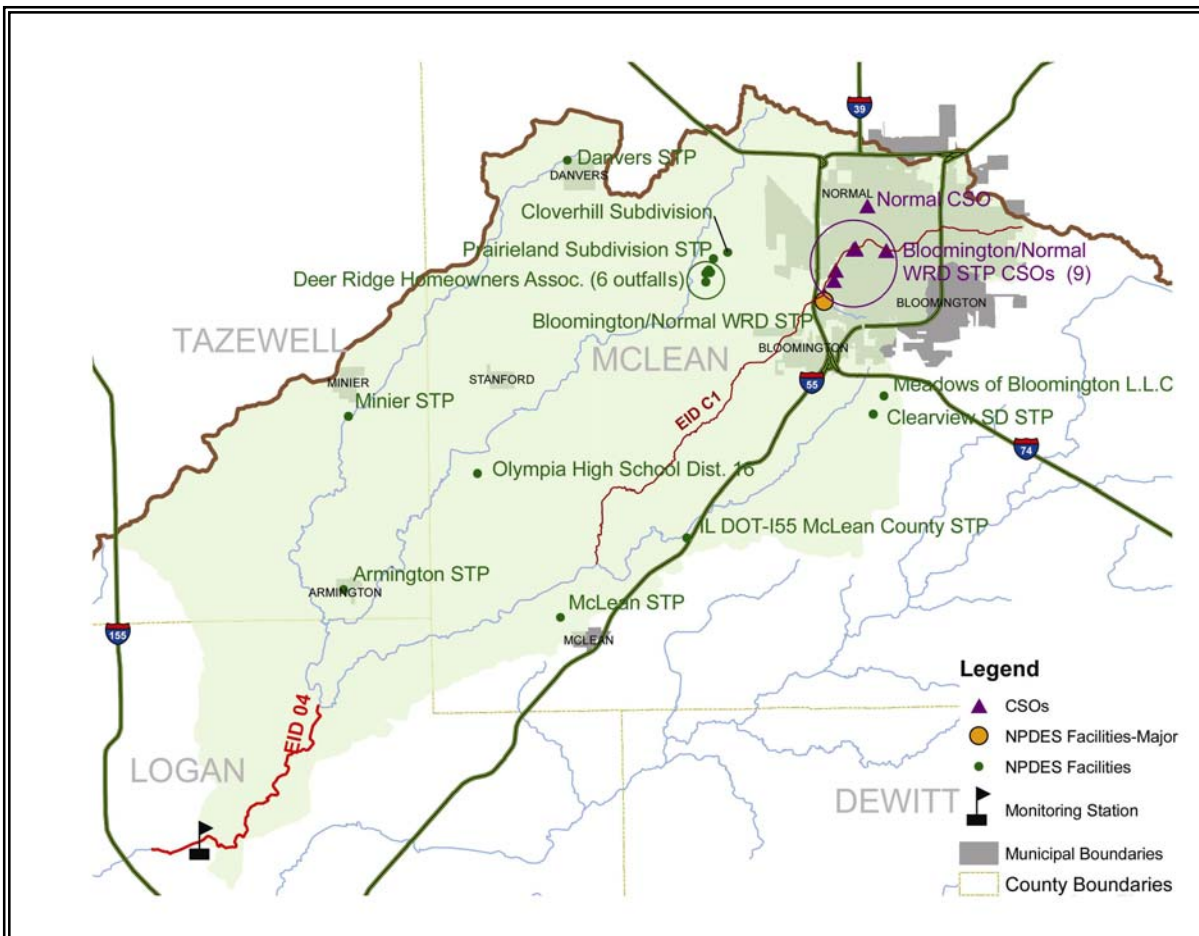 39
Danvers STP
DANVERS
NORMAL
Normal CSO
Cloverhill Subdivision
Prairieland Subdivision STP
Bloomington/Normal
WRD STP CSOs (9)
Deer Ridge Homeowners Assoc. (6 outfalls)
BLOOMINGTON
Bloomington/Normal WRD STP
TAZEWELL
MCLEAN
BLOOMINGTON
MINIER
STANFORD
55
Meadows of Bloomington L.L.C
Minier STP
EID C1
Clearview SD STP
74
Olympia High School Dist. 16
IL DOT-I55 McLean County STP
Armington STP
ARMINGTON
McLean STP
155
MCLEAN
EID 04
LOGAN
DEWITT
Legend
CSOs
NPDES Facilities-Major
NPDES Facilities
Monitoring Station
Municipal Boundaries
County Boundaries